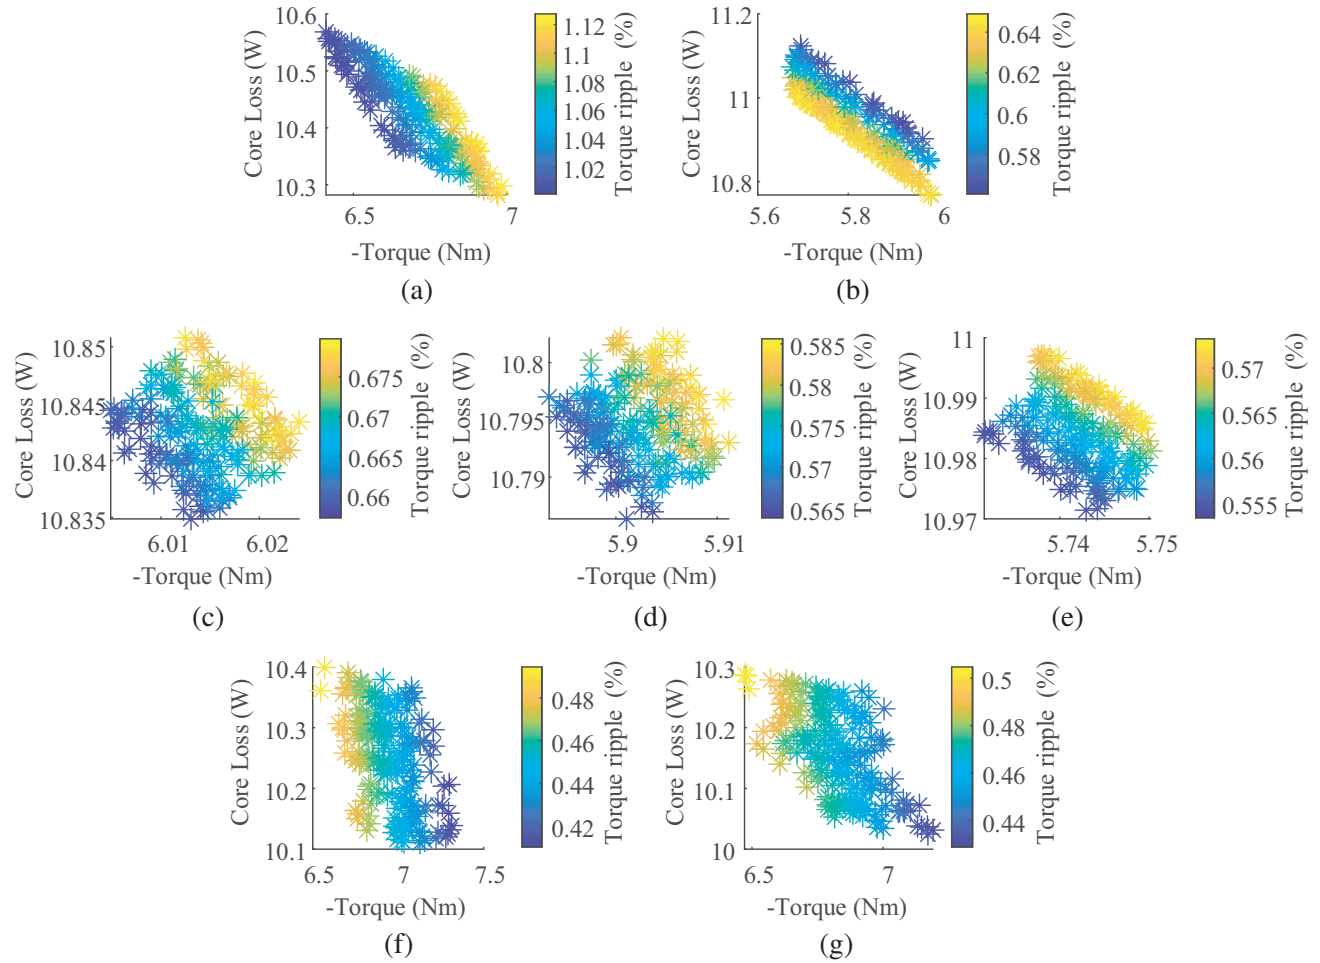 10.6
10.5
10.4
10.3
Core Loss (W)
6.5
7
-Torque (Nm)
1.12
1.1
1.08
1.06
1.04
1.02
Torque ripple (%)
(a)
11.2
11
10.8
Core Loss (W)
5.6
5.8
6
-Torque (Nm)
0.64
0.62
0.6
0.58
Torque ripple (%)
(b)
10.85
10.845
10.84
10.835
Core Loss (W)
6.01
6.02
-Torque (Nm)
0.675
0.67
0.665
0.66
Torque ripple (%)
(c)
10.8
10.795
10.79
Core Loss (W)
5.9
5.91
-Torque (Nm)
0.585
0.58
0.575
0.57
0.565
Torque ripple (%)
(d)
11
10.99
10.98
10.97
Core Loss (W)
5.74
5.75
-Torque (Nm)
0.57
0.565
0.56
0.555
Torque ripple (%)
(e)
10.4
10.3
10.2
10.1
Core Loss (W)
6.5
7
7.5
-Torque (Nm)
0.48
0.46
0.44
0.42
Torque ripple (%)
(f)
10.3
10.2
10.1
10
Core Loss (W)
6.5
7
-Torque (Nm)
0.5
0.48
0.46
0.44
Torque ripple (%)
(g)